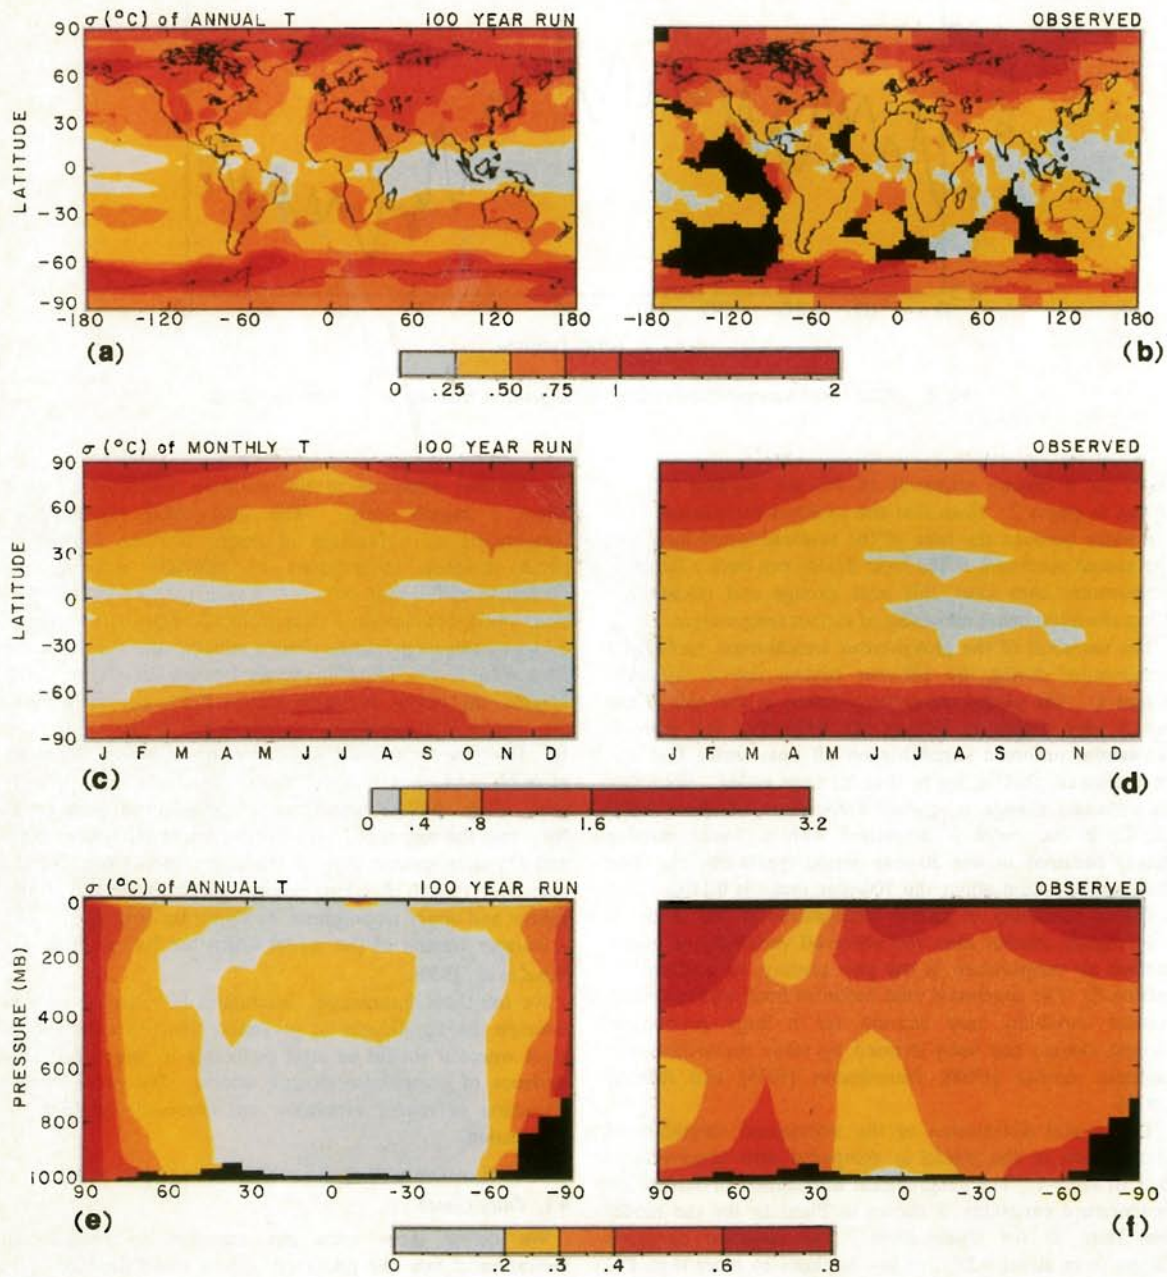 σ (°C) of ANNUAL T 100 YEAR RUN OBSERVED
90
60
30
0
-30
-60
-90
LATITUDE
-180 -120 -60 0 60 120 180
-180 -120 -60 0 60 120 180
(a) (b)
0 .25 .50 .75 1 2
σ (°C) of MONTHLY T 100 YEAR RUN OBSERVED
90
60
30
0
-30
-60
-90
LATITUDE
J F M A M J J A S O N D
J F M A M J J A S O N D
(c) (d)
0 .4 .8 1.6 3.2
σ (°C) of ANNUAL T 100 YEAR RUN OBSERVED
0
200
400
600
800
1000
PRESSURE (MB)
90 60 30 0 -30 -60 -90
90 60 30 0 -30 -60 -90
(e) (f)
0 .2 .3 .4 .6 .8